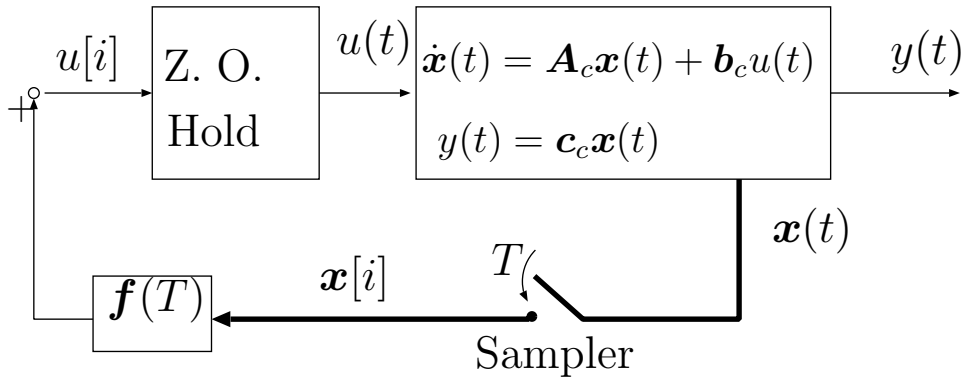 u[i]
+
Z. O.
Hold
u(t)
ẋ(t) = A_c x(t) + b_c u(t)
y(t) = c_c x(t)
y(t)
x(t)
f(T)
x[i]
T
Sampler